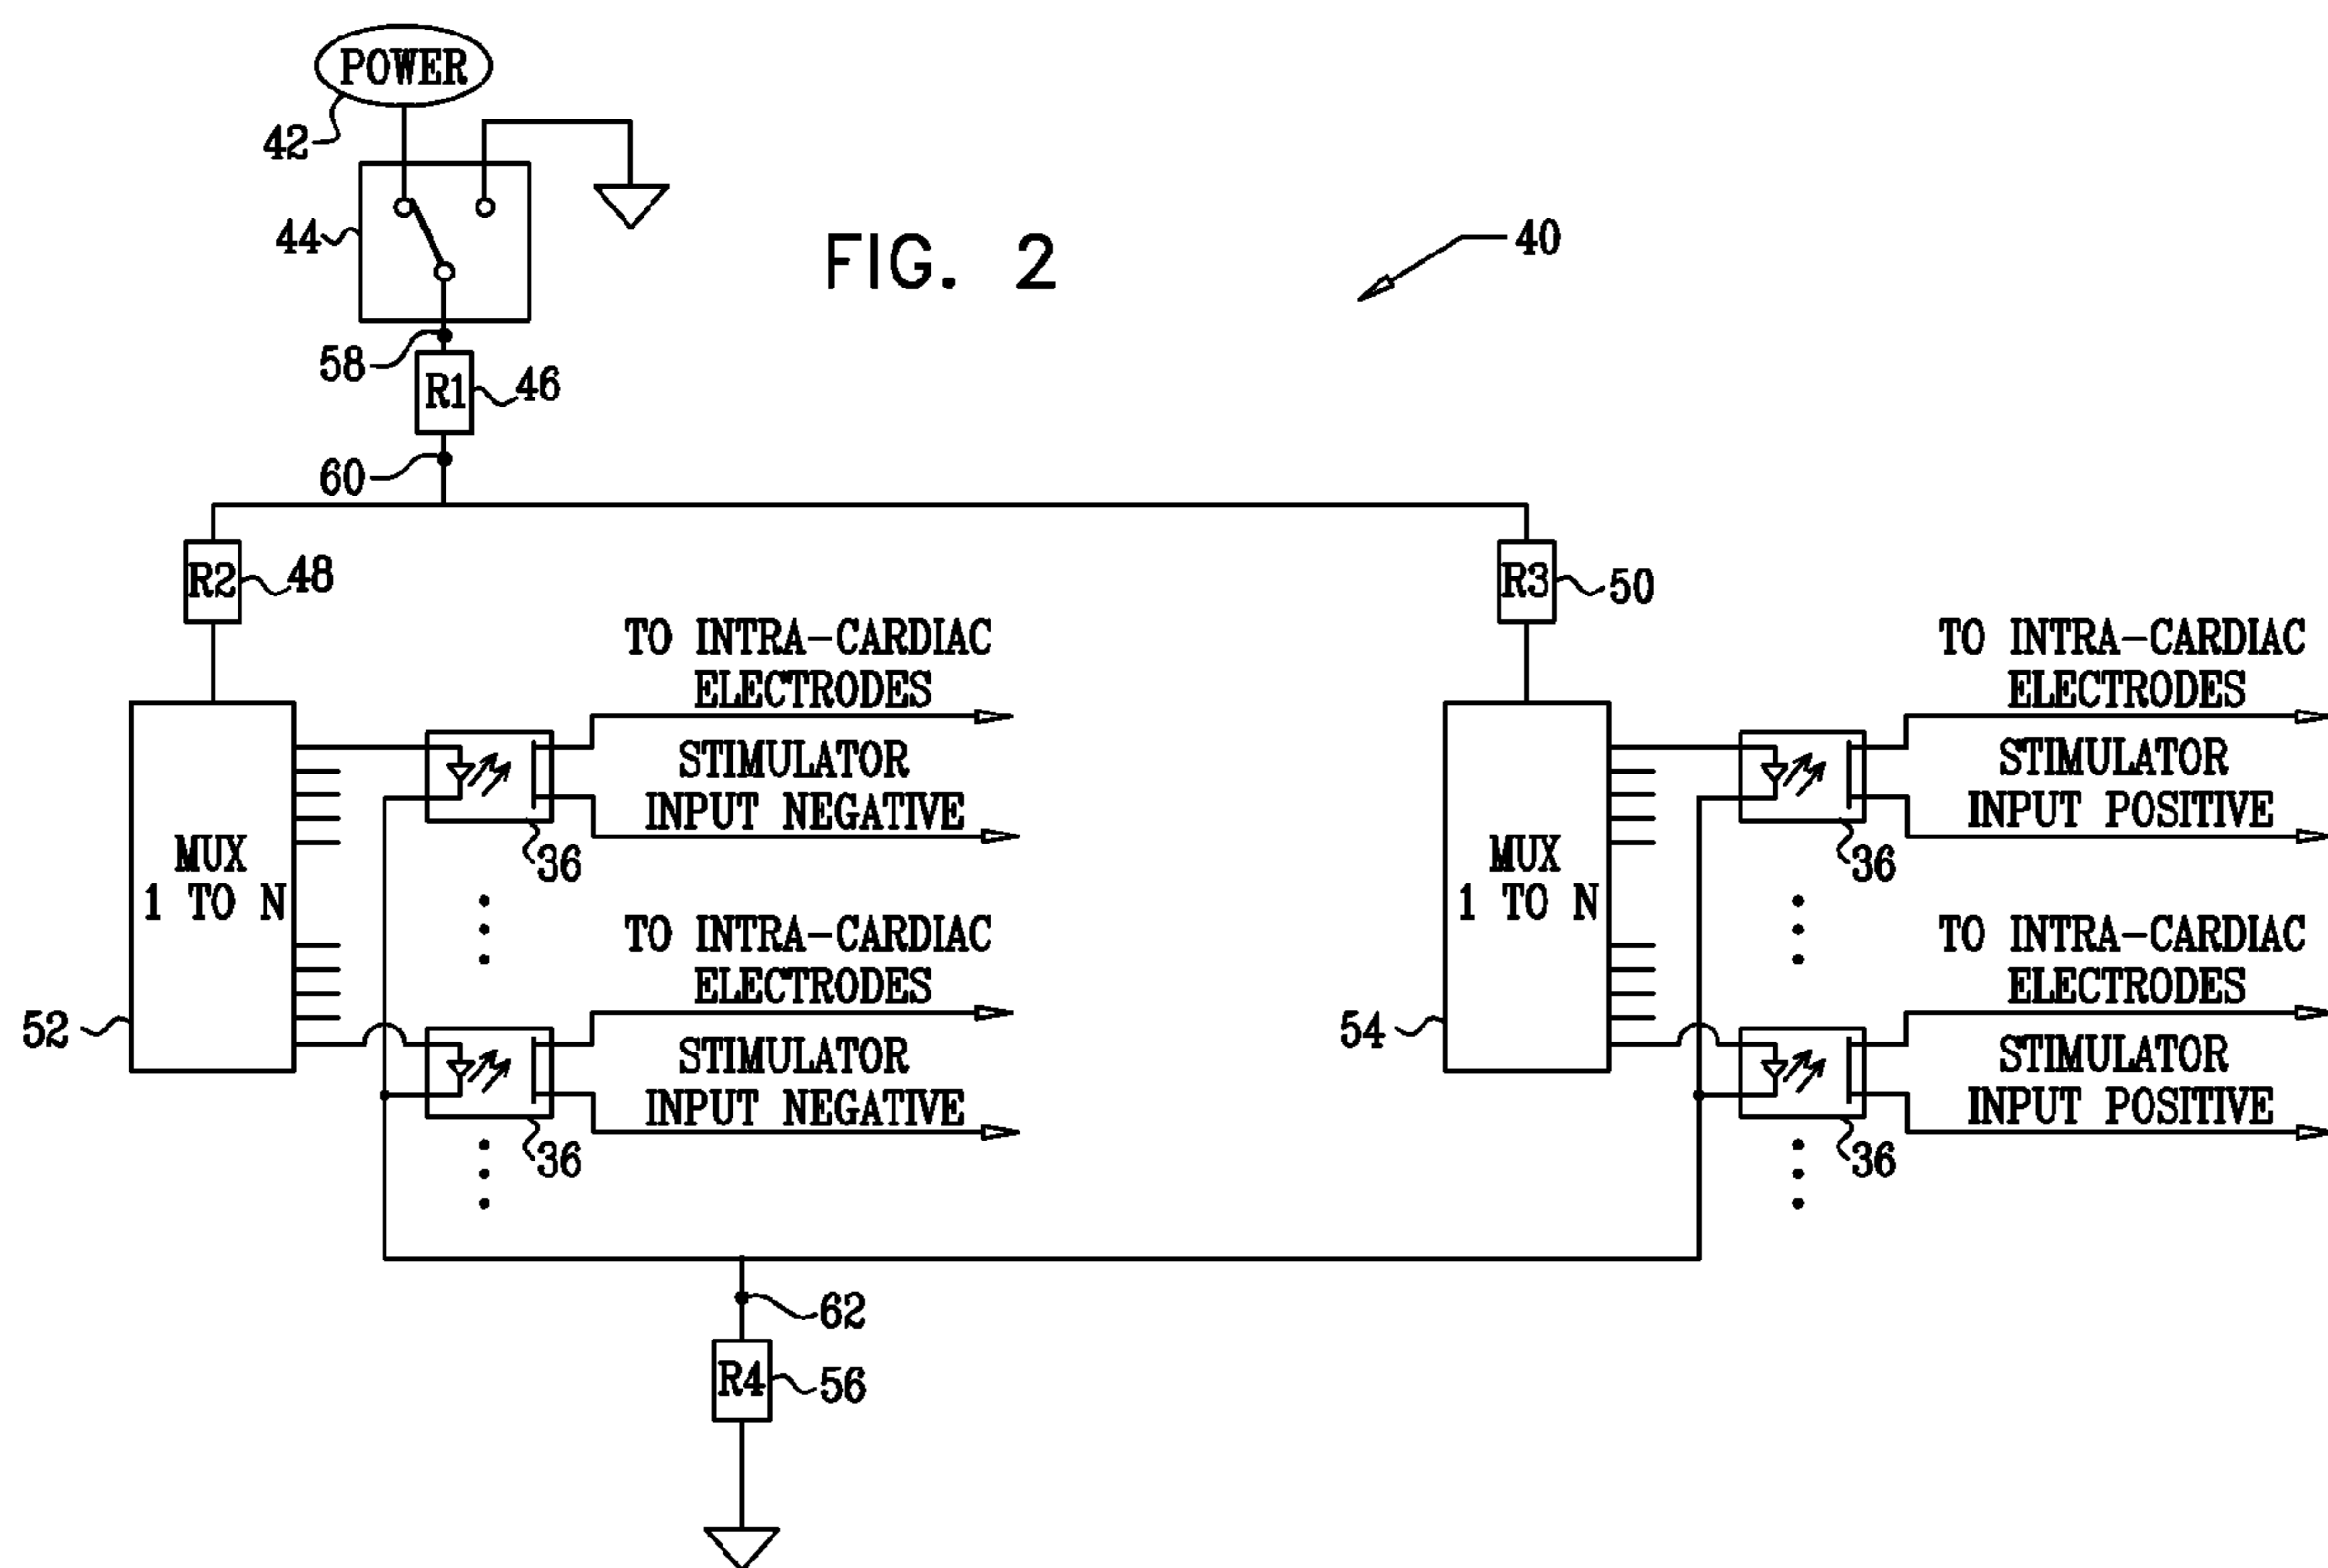 POWER
42
44
FIG. 2
40
58
R1
46
60
R2
48
R3
50
TO INTRA-CARDIAC
ELECTRODES
STIMULATOR
INPUT NEGATIVE
36
MUX
1 TO N
52
TO INTRA-CARDIAC
ELECTRODES
STIMULATOR
INPUT NEGATIVE
36
TO INTRA-CARDIAC
ELECTRODES
STIMULATOR
INPUT POSITIVE
36
MUX
1 TO N
54
TO INTRA-CARDIAC
ELECTRODES
STIMULATOR
INPUT POSITIVE
36
62
R4
56